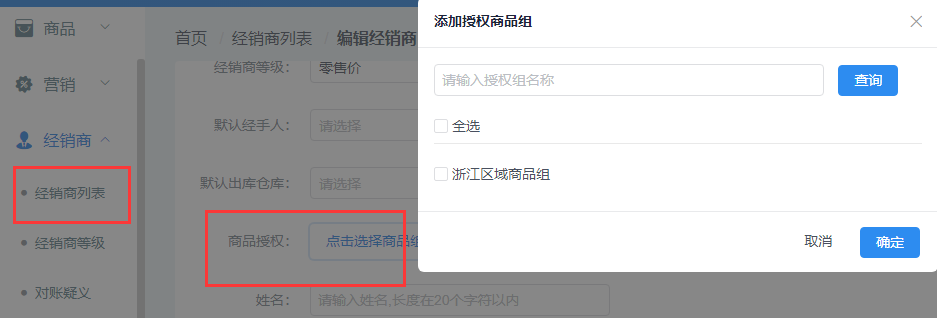 商品
营销
经销商
经销商列表
经销商等级
对账疑义
首页 / 经销商列表 / 编辑经销商
经销商等级： 零售价
默认经手人： 请选择
默认出库仓库： 请选择
商品授权： 点击选择商品组
姓名： 请输入姓名,长度在20个字符以内
添加授权商品组
请输入授权组名称
查询
全选
浙江区域商品组
取消
确定